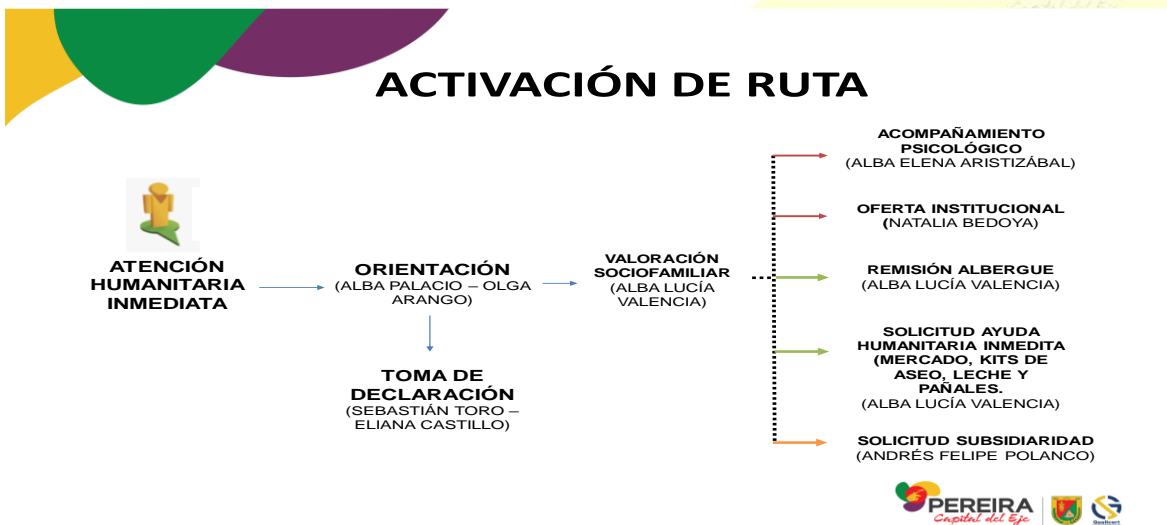 Capital del Eje
ACTIVACIÓN DE RUTA
ATENCIÓN
HUMANITARIA
INMEDIATA
ORIENTACIÓN
(ALBA PALACIO – OLGA
ARANGO)
TOMA DE
DECLARACIÓN
(SEBASTIÁN TORO –
ELIANA CASTILLO)
VALORACIÓN
SOCIOFAMILIAR
(ALBA LUCÍA
VALENCIA)
ACOMPAÑAMIENTO
PSICOLÓGICO
(ALBA ELENA ARISTIZÁBAL)
OFERTA INSTITUCIONAL
(NATALIA BEDOYA)
REMISIÓN ALBERGUE
(ALBA LUCÍA VALENCIA)
SOLICITUD AYUDA
HUMANITARIA INMEDITA
(MERCADO, KITS DE
ASEO, LECHE Y
PAÑALES.
(ALBA LUCÍA VALENCIA)
SOLICITUD SUBSIDIARIDAD
(ANDRÉS FELIPE POLANCO)
PEREIRA
Capital del Eje